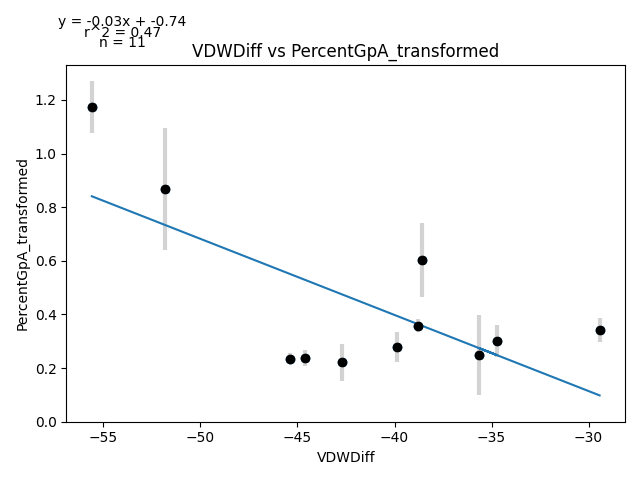 y = -0.03x + -0.74
r^2 = 0.47
n = 11
VDWDiff vs PercentGpA_transformed
1.2
1.0
0.8
0.6
0.4
0.2
0.0
PercentGpA_transformed
−55
−50
−45
−40
−35
−30
VDWDiff